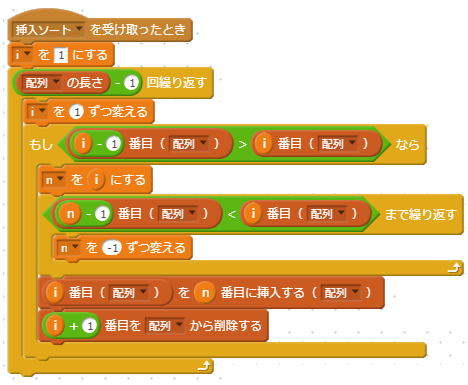 挿入ソート を受け取ったとき
i を 1 にする
配列 の長さ - 1 回繰り返す
i を 1 ずつ変える
もし i - 1 番目 ( 配列 ) > i 番目 ( 配列 ) なら
n を i にする
n - 1 番目 ( 配列 ) < i 番目 ( 配列 ) まで繰り返す
n を -1 ずつ変える
i 番目 ( 配列 ) を n 番目に挿入する ( 配列 )
i + 1 番目を 配列 から削除する